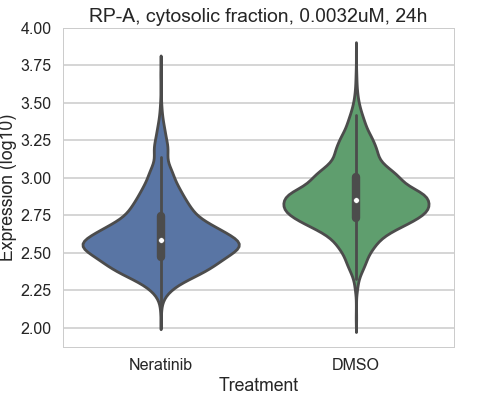 RP-A, cytosolic fraction, 0.0032uM, 24h
Expression (log10)
4.00
3.75
3.50
3.25
3.00
2.75
2.50
2.25
2.00
Neratinib
DMSO
Treatment